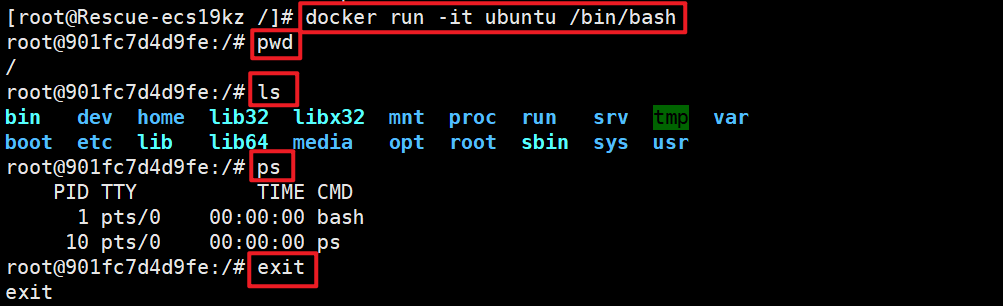 [root@Rescue-ecs19kz /]# docker run -it ubuntu /bin/bash
root@901fc7d4d9fe:/# pwd
/
root@901fc7d4d9fe:/# ls
bin dev home lib32 libx32 mnt proc run srv tmp var
boot etc lib lib64 media opt root sbin sys usr
root@901fc7d4d9fe:/# ps
PID TTY TIME CMD
1 pts/0 00:00:00 bash
10 pts/0 00:00:00 ps
root@901fc7d4d9fe:/# exit
exit